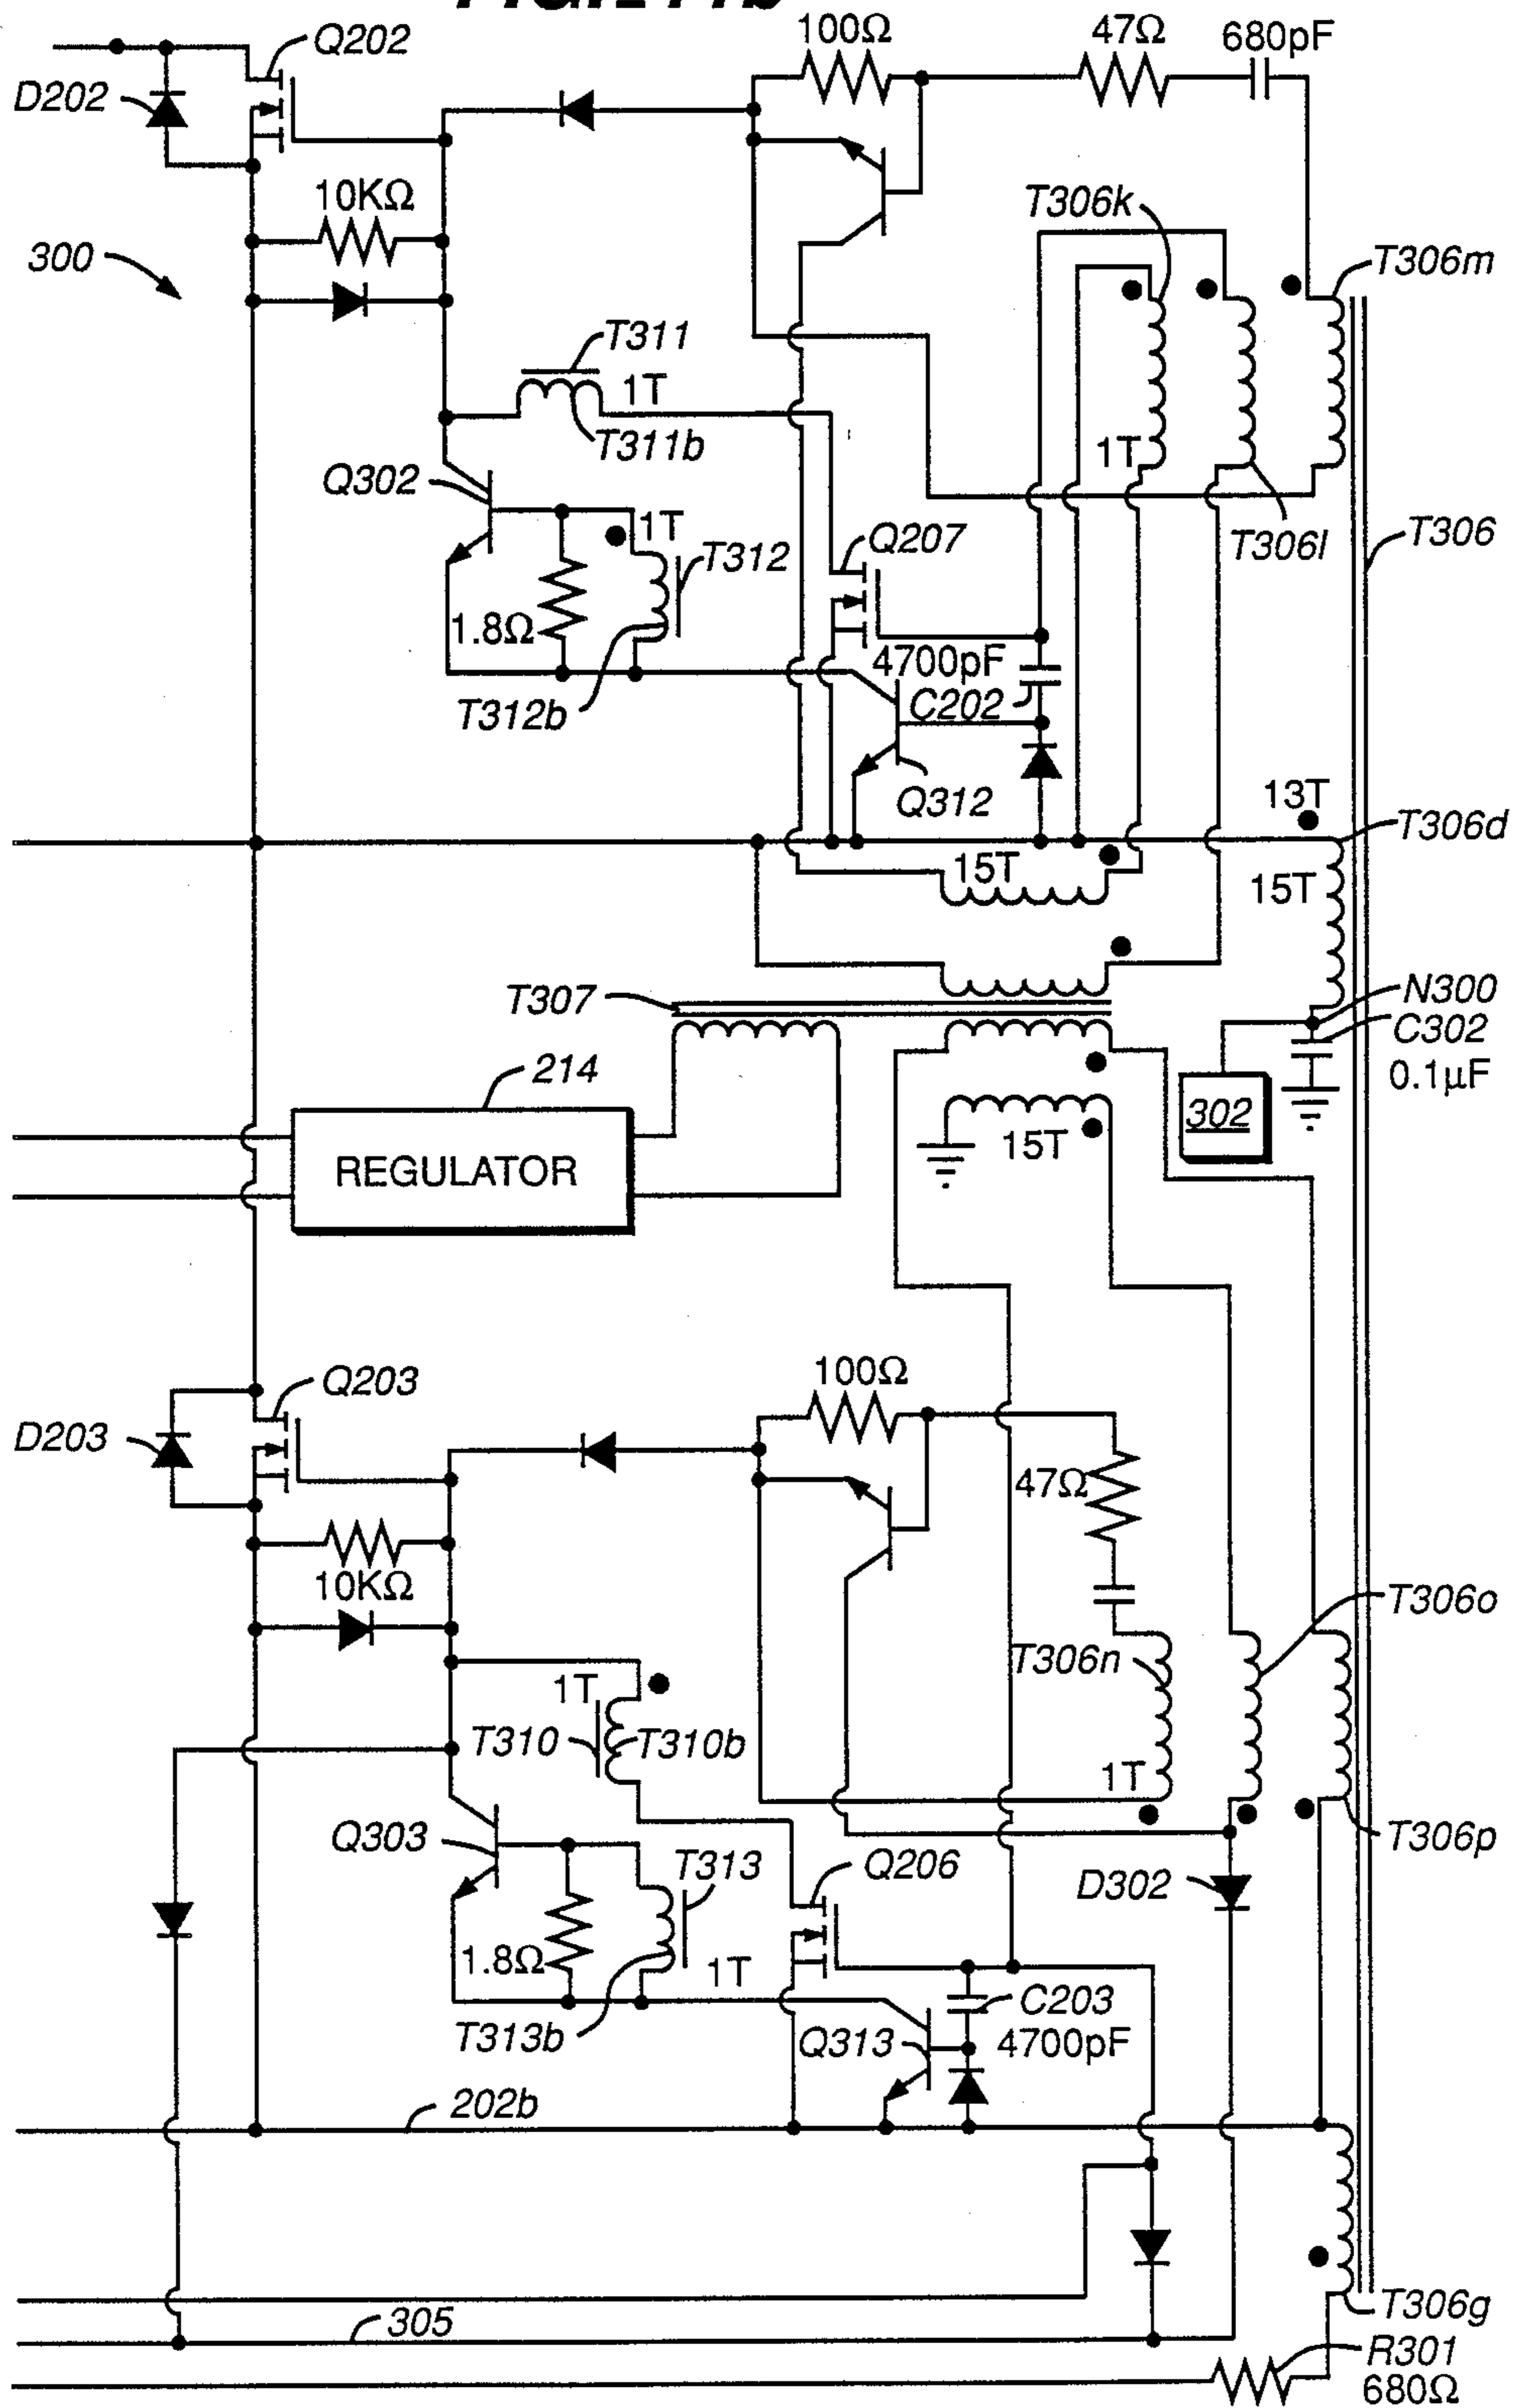 Q202
100Ω
47Ω
680pF
D202
10KΩ
T306k
300
T306m
T311
1T
T311b
1T
Q302
1T
Q207
T306l
T306
T312
1.8Ω
4700pF
C202
T312b
Q312
13T
T306d
15T
15T
T307
N300
C302
0.1µF
214
302
15T
REGULATOR
Q203
100Ω
D203
47Ω
10KΩ
T306o
T306n
1T
T310
T310b
1T
Q303
T306p
T313
Q206
D302
1.8Ω
1T
C203
T313b
Q313
4700pF
202b
305
T306g
R301
680Ω